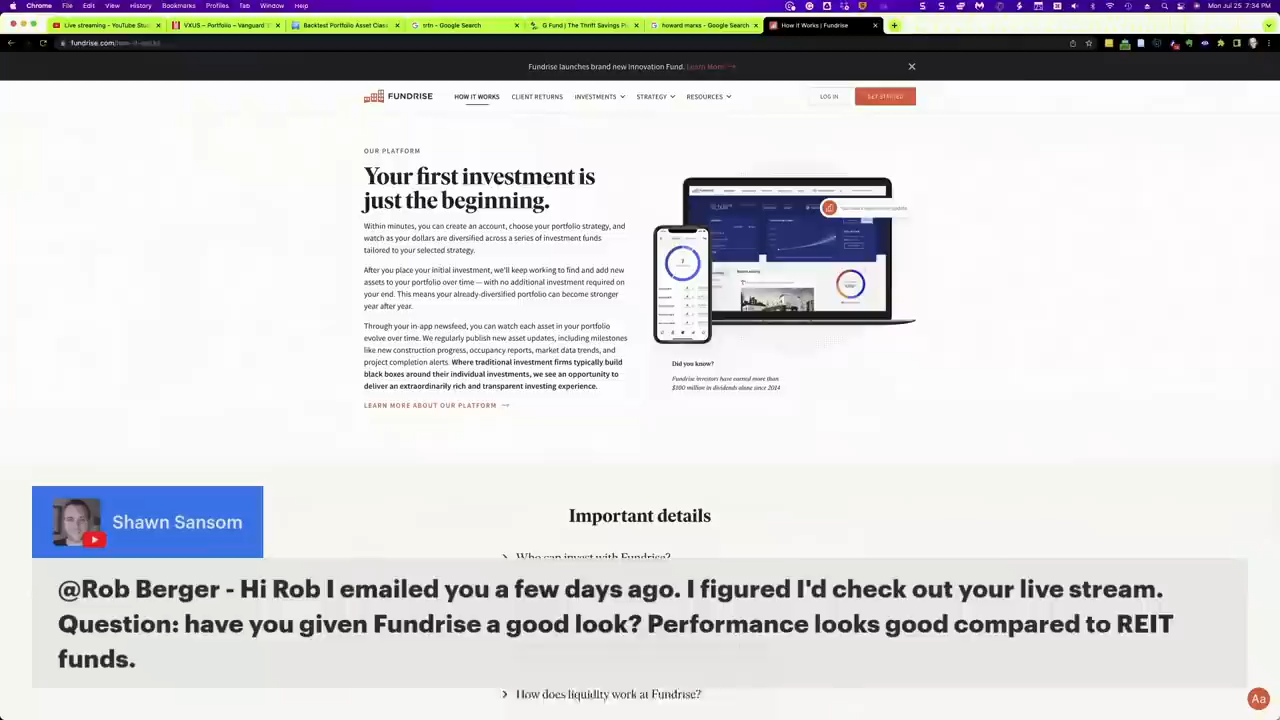 Chrome File Edit View History Bookmarks Profiles Tab Window Help
Mon Jul 25 7:34 PM
Live streaming - YouTube Stu
VXUS – Portfolio – Vanguard
Backtest Portfolio Asset Class
trtn - Google Search
G Fund | The Thrift Savings Pl
howard marks - Google Search
How it Works | Fundrise
fundrise.com
Fundrise launches brand new Innovation Fund. Learn More →
FUNDRISE
HOW IT WORKS CLIENT RETURNS INVESTMENTS STRATEGY RESOURCES
LOG IN GET STARTED
OUR PLATFORM
Your first investment is
just the beginning.
Within minutes, you can create an account, choose your portfolio strategy, and
watch as your dollars are diversified across a series of investment funds
tailored to your selected strategy.
After you place your initial investment, we'll keep working to find and add new
assets to your portfolio over time — with no additional investment required on
your end. This means your already-diversified portfolio can become stronger
year after year.
Through your in-app newsfeed, you can watch each asset in your portfolio
evolve over time. We regularly publish new asset updates, including milestones
like new construction progress, occupancy reports, market data trends, and
project completion alerts. Where traditional investment firms typically build
black boxes around their individual investments, we see an opportunity to
deliver an extraordinarily rich and transparent investing experience.
LEARN MORE ABOUT OUR PLATFORM →
Did you know?
Fundrise investors have earned more than
$100 million in dividends alone since 2014
Important details
Who can invest with Fundrise?
Shawn Sansom
@Rob Berger - Hi Rob I emailed you a few days ago. I figured I'd check out your live stream.
Question: have you given Fundrise a good look? Performance looks good compared to REIT
funds.
How does liquidity work at Fundrise?
Aa